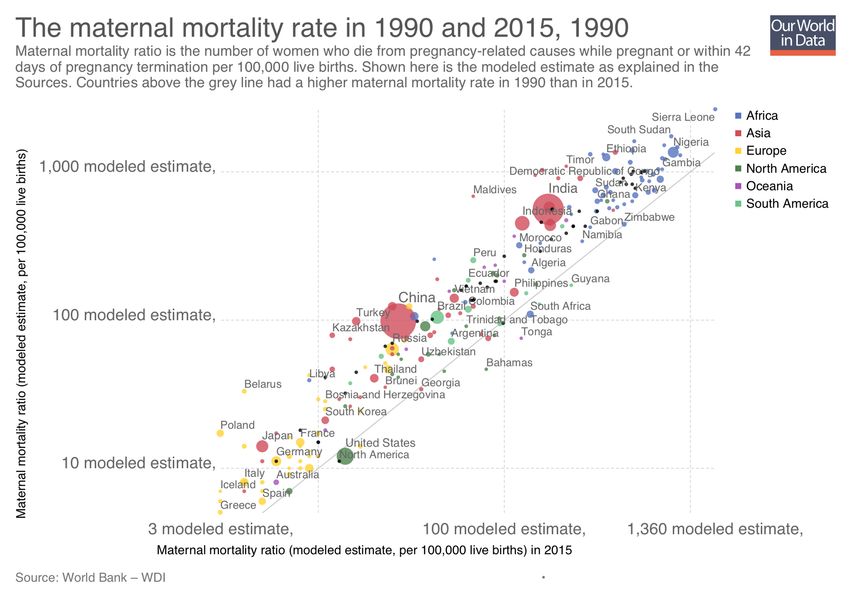 The maternal mortality rate in 1990 and 2015, 1990
Our World
in Data
Maternal mortality ratio is the number of women who die from pregnancy-related causes while pregnant or within 42
days of pregnancy termination per 100,000 live births. Shown here is the modeled estimate as explained in the
Sources. Countries above the grey line had a higher maternal mortality rate in 1990 than in 2015.
Africa
Asia
Europe
North America
Oceania
South America
Maternal mortality ratio (modeled estimate, per 100,000 live births)
1,000 modeled estimate,
100 modeled estimate,
10 modeled estimate,
Sierra Leone
South Sudan
Nigeria
Ethiopia
Timor
Gambia
Democratic Republic of Congo
India
Maldives
Sudan
Kenya
Ghana
Indonesia
Gabon
Zimbabwe
Morocco
Namibia
Honduras
Peru
Algeria
Ecuador
Philippines
Guyana
Vietnam
China
Colombia
Brazil
South Africa
Turkey
Kazakhstan
Trinidad and Tobago
Russia
Argentina
Tonga
Uzbekistan
Bahamas
Thailand
Libya
Brunei
Georgia
Belarus
Bosnia and Herzegovina
South Korea
Poland
Japan
France
United States
Germany
North America
Italy
Australia
Iceland
Spain
Greece
3 modeled estimate,
100 modeled estimate,
1,360 modeled estimate,
Maternal mortality ratio (modeled estimate, per 100,000 live births) in 2015
Source: World Bank – WDI